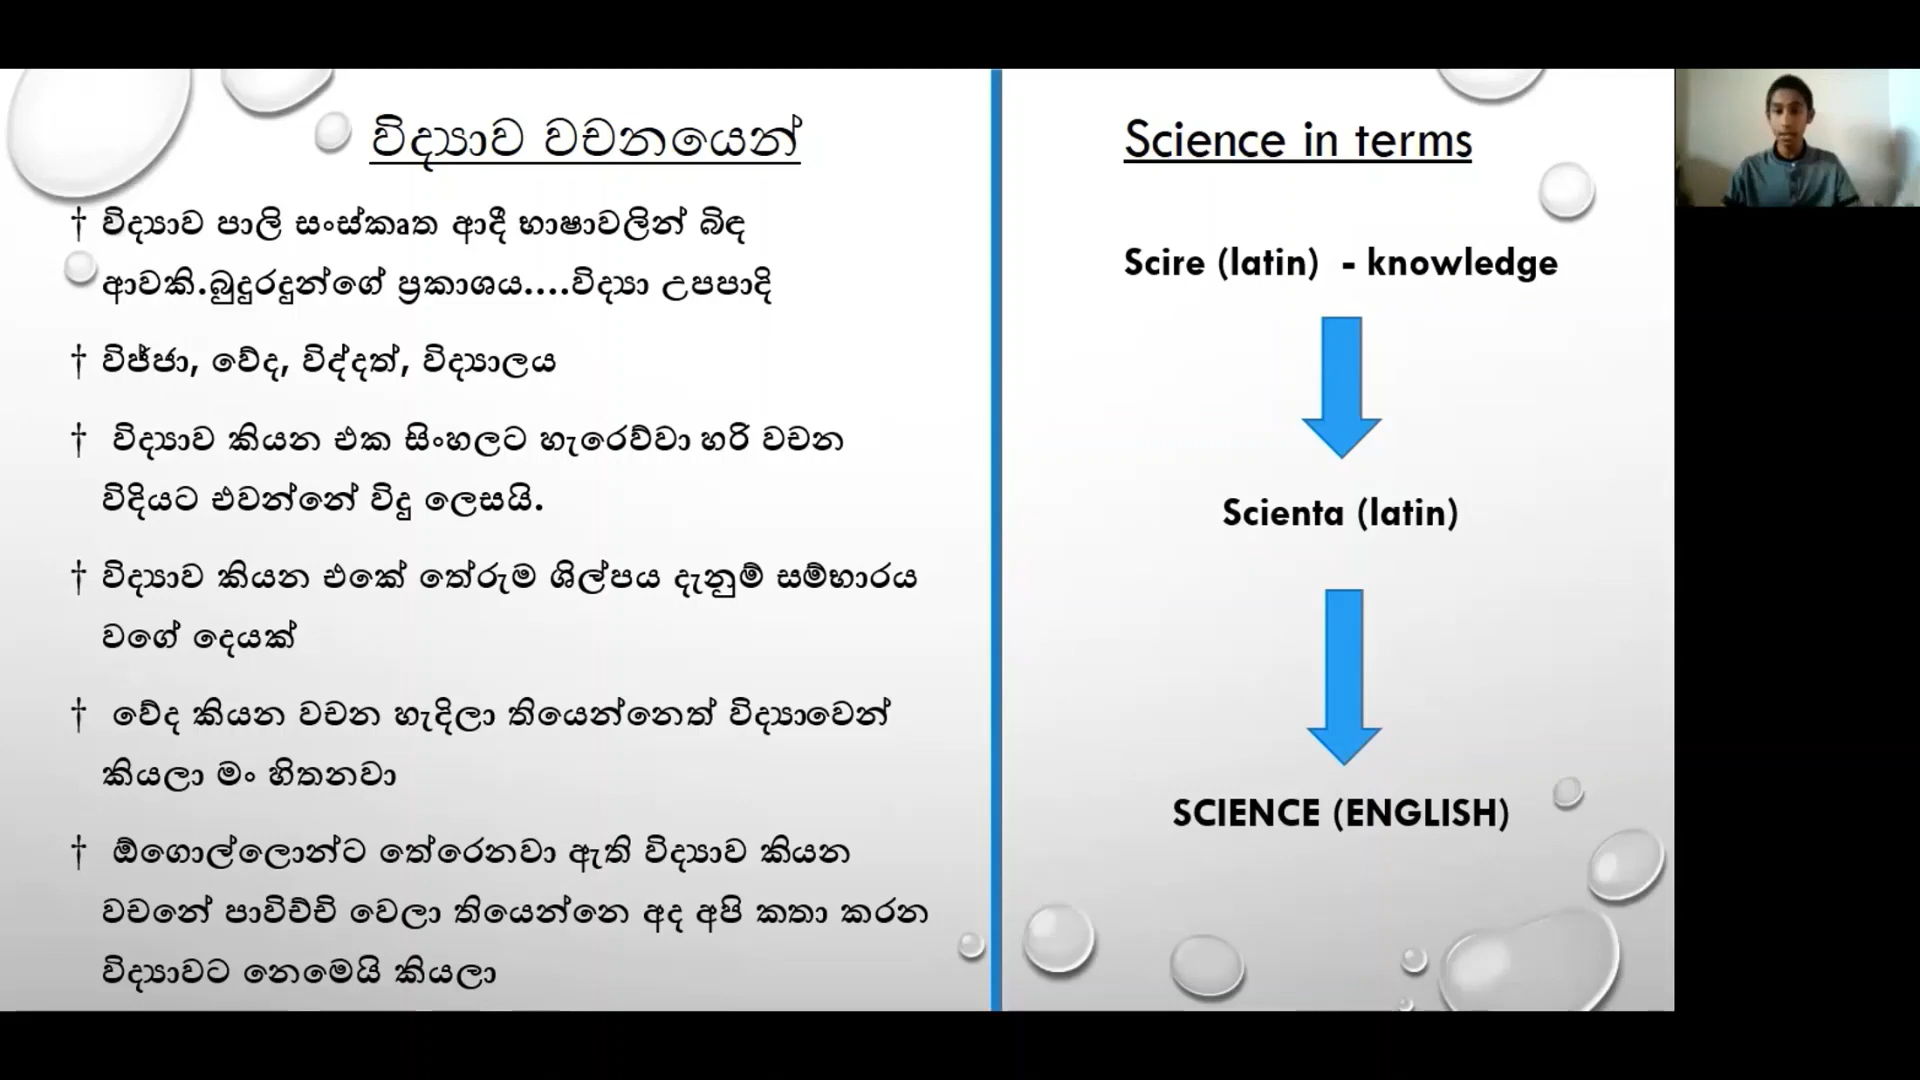 විද්‍යාව වචනයෙන්
† විද්‍යාව පාලි සංස්කෘත ආදී භාෂාවලින් බිඳ
ආවකි.බුදුරදුන්ගේ ප්‍රකාශය....විද්‍යා උපපාදි
† විජ්ජා, වේද, විද්දත්, විද්‍යාලය
† විද්‍යාව කියන එක සිංහලට හැරෙව්වා හරි වචන
විදියට එවන්නේ විදු ලෙසයි.
† විද්‍යාව කියන එකේ තේරුම ශිල්පය දැනුම් සම්භාරය
වගේ දෙයක්
† වේද කියන වචන හැදිලා තියෙන්නෙත් විද්‍යාවෙන්
කියලා මං හිතනවා
† ඕගොල්ලොන්ට තේරෙනවා ඇති විද්‍යාව කියන
වචනේ පාවිච්චි වෙලා තියෙන්නෙ අද අපි කතා කරන
විද්‍යාවට නෙමෙයි කියලා
Science in terms
Scire (latin) - knowledge
Scienta (latin)
SCIENCE (ENGLISH)